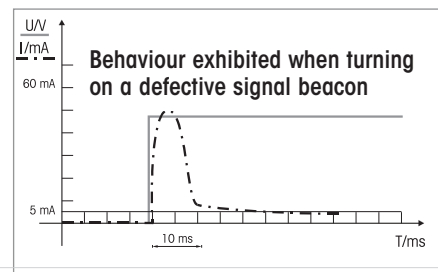 U/V
I/mA
Behaviour exhibited when turning
on a defective signal beacon
60 mA
5 mA
10 ms
T/ms